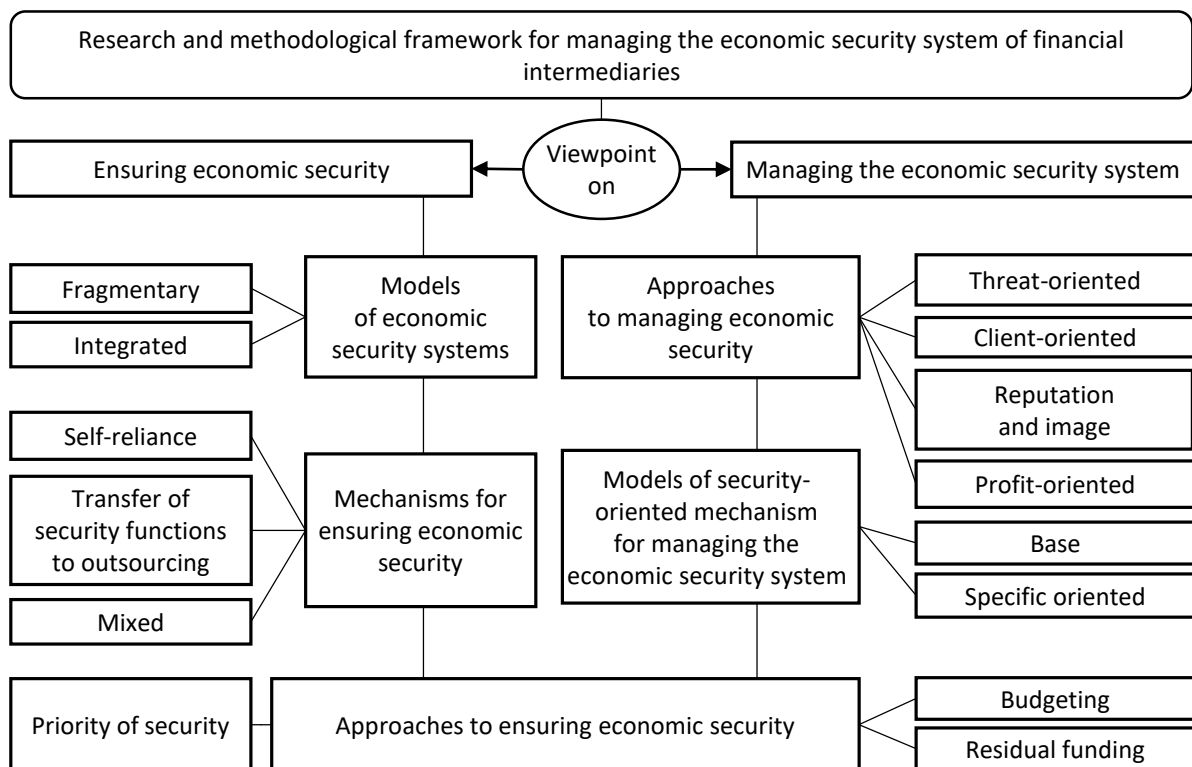 Research and methodological framework for managing the economic security system of financial
intermediaries
Viewpoint
on
Ensuring economic security
Managing the economic security system
Fragmentary
Integrated
Models
of economic
security systems
Approaches
to managing economic
security
Threat-oriented
Client-oriented
Reputation
and image
Profit-oriented
Self-reliance
Transfer of
security functions
to outsourcing
Mixed
Mechanisms for
ensuring economic
security
Models of security-
oriented mechanism
for managing the
economic security system
Base
Specific oriented
Priority of security
Approaches to ensuring economic security
Budgeting
Residual funding